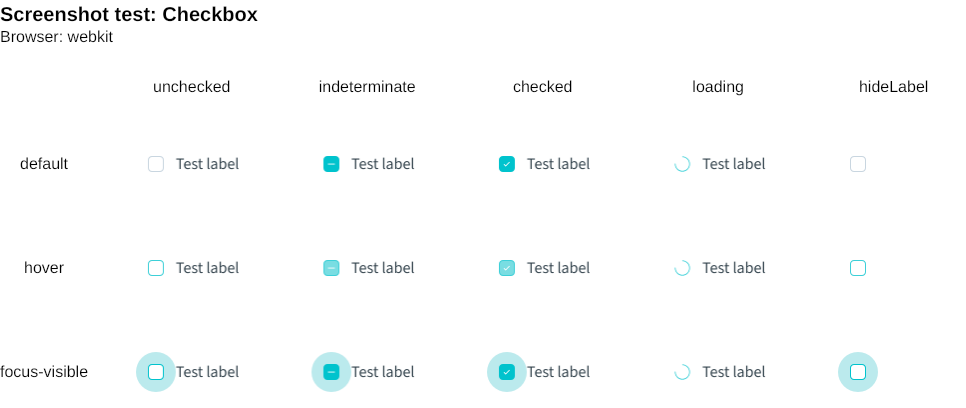 Screenshot test: Checkbox
Browser: webkit
unchecked indeterminate checked loading hideLabel
default Test label Test label Test label Test label
hover Test label Test label Test label Test label
focus-visible Test label Test label Test label Test label